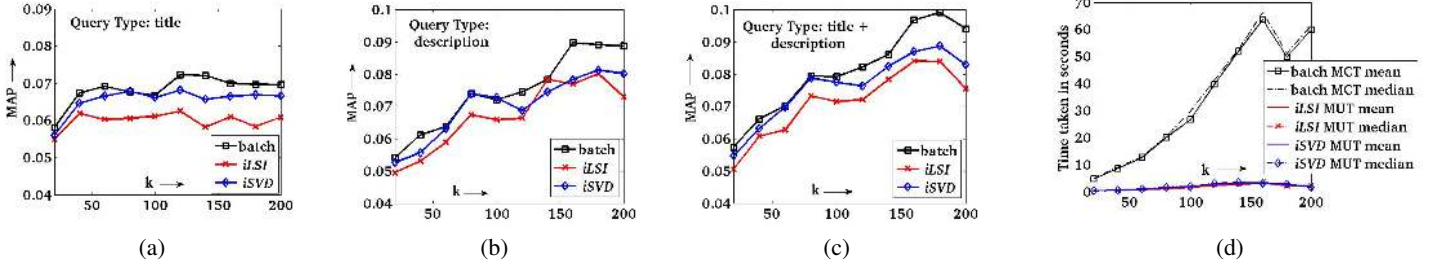 0.09
0.08
0.07
0.06
0.05
0.04
MAP
Query Type: title
batch
iLSI
iSVD
k
50
100
150
200
(a)
0.1
0.09
0.08
0.07
0.06
0.05
0.04
MAP
Query Type:
description
batch
iLSI
iSVD
k
50
100
150
200
(b)
0.1
0.09
0.08
0.07
0.06
0.05
0.04
MAP
Query Type: title +
description
batch
iLSI
iSVD
k
50
100
150
200
(c)
70
60
50
40
30
20
10
0
Time taken in seconds
batch MCT mean
batch MCT median
iLSI MUT mean
iLSI MUT median
iSVD MUT mean
iSVD MUT median
k
50
100
150
200
(d)